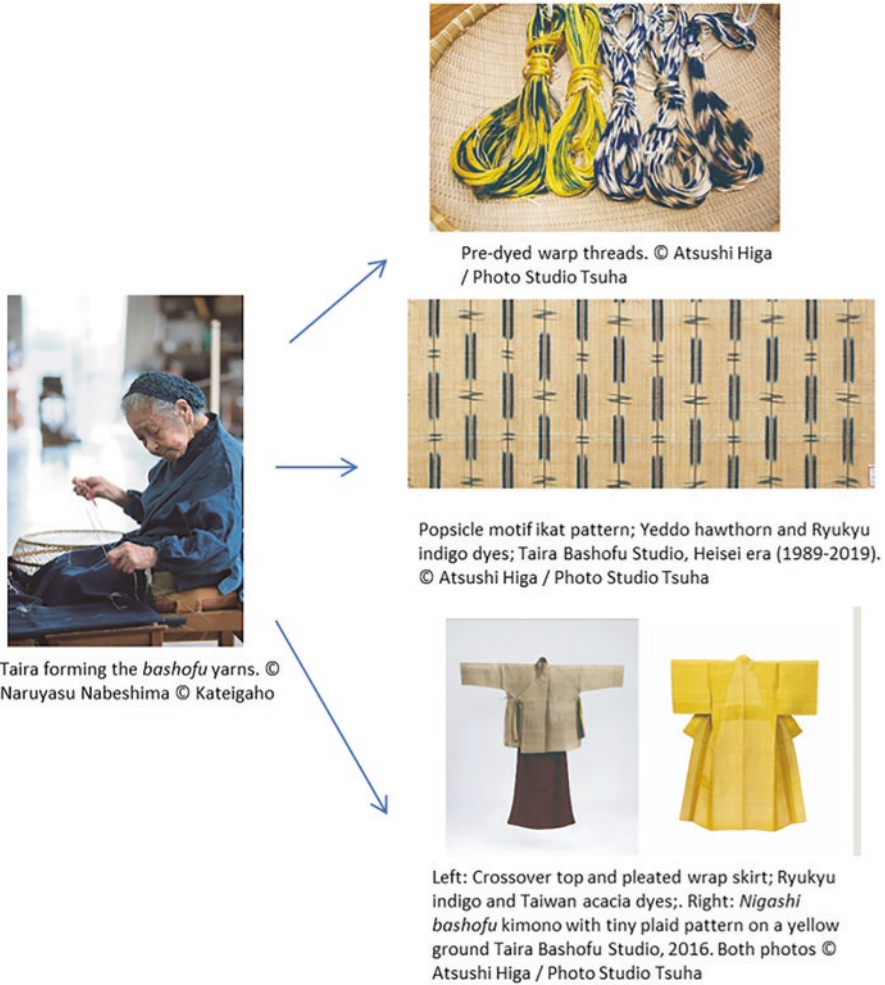 Pre-dyed warp threads. © Atsushi Higa
/ Photo Studio Tsuha
Popsicle motif ikat pattern; Yeddo hawthorn and Ryukyu
indigo dyes; Taira Bashofu Studio, Heisei era (1989-2019).
© Atsushi Higa / Photo Studio Tsuha
Taira forming the bashofu yarns. ©
Naruyasu Nabeshima © Kateigaho
Left: Crossover top and pleated wrap skirt; Ryukyu
indigo and Taiwan acacia dyes;. Right: Nigashi
bashofu kimono with tiny plaid pattern on a yellow
ground Taira Bashofu Studio, 2016. Both photos ©
Atsushi Higa / Photo Studio Tsuha